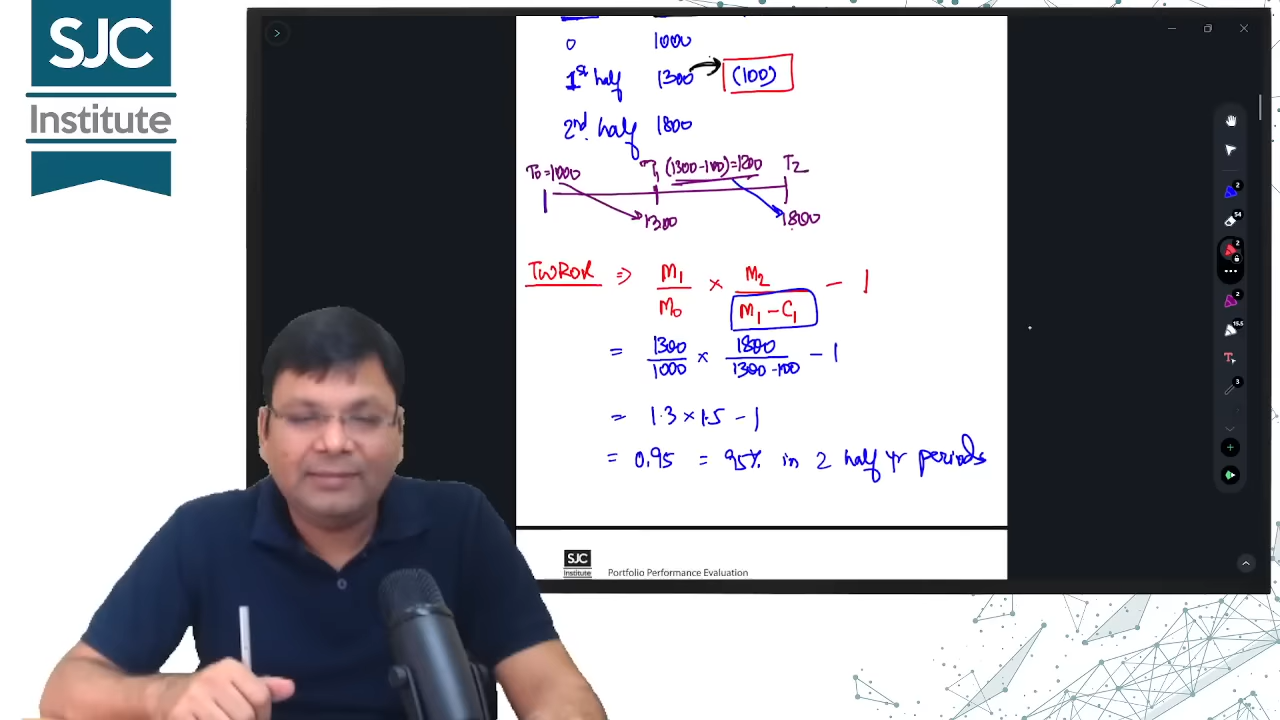 SJC
Institute
0 1000
1st half 1300 (100)
2nd half 1800
T0=1000 T1 (1300-100)=1200 T2
1300 1800
TWROR ⇒ M1/M0 × M2/(M1-C1) - 1
= 1300/1000 × 1800/(1300-100) - 1
= 1.3 × 1.5 - 1
= 0.95 = 95% in 2 half yr periods
SJC
Institute
Portfolio Performance Evaluation